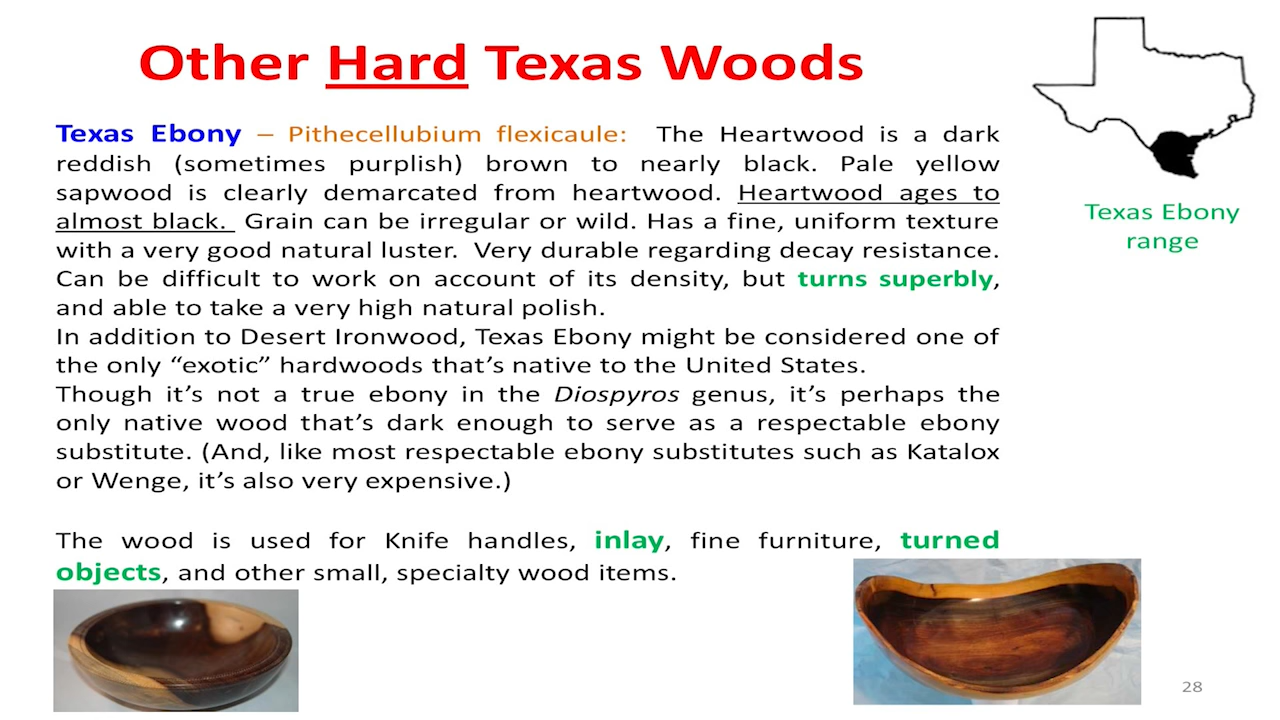 Other Hard Texas Woods
Texas Ebony – Pithecellubium flexicaule: The Heartwood is a dark
reddish (sometimes purplish) brown to nearly black. Pale yellow
sapwood is clearly demarcated from heartwood. Heartwood ages to
almost black. Grain can be irregular or wild. Has a fine, uniform texture
with a very good natural luster. Very durable regarding decay resistance.
Can be difficult to work on account of its density, but turns superbly,
and able to take a very high natural polish.
In addition to Desert Ironwood, Texas Ebony might be considered one of
the only “exotic” hardwoods that’s native to the United States.
Though it’s not a true ebony in the Diospyros genus, it’s perhaps the
only native wood that’s dark enough to serve as a respectable ebony
substitute. (And, like most respectable ebony substitutes such as Katalox
or Wenge, it’s also very expensive.)
The wood is used for Knife handles, inlay, fine furniture, turned
objects, and other small, specialty wood items.
Texas Ebony
range
28